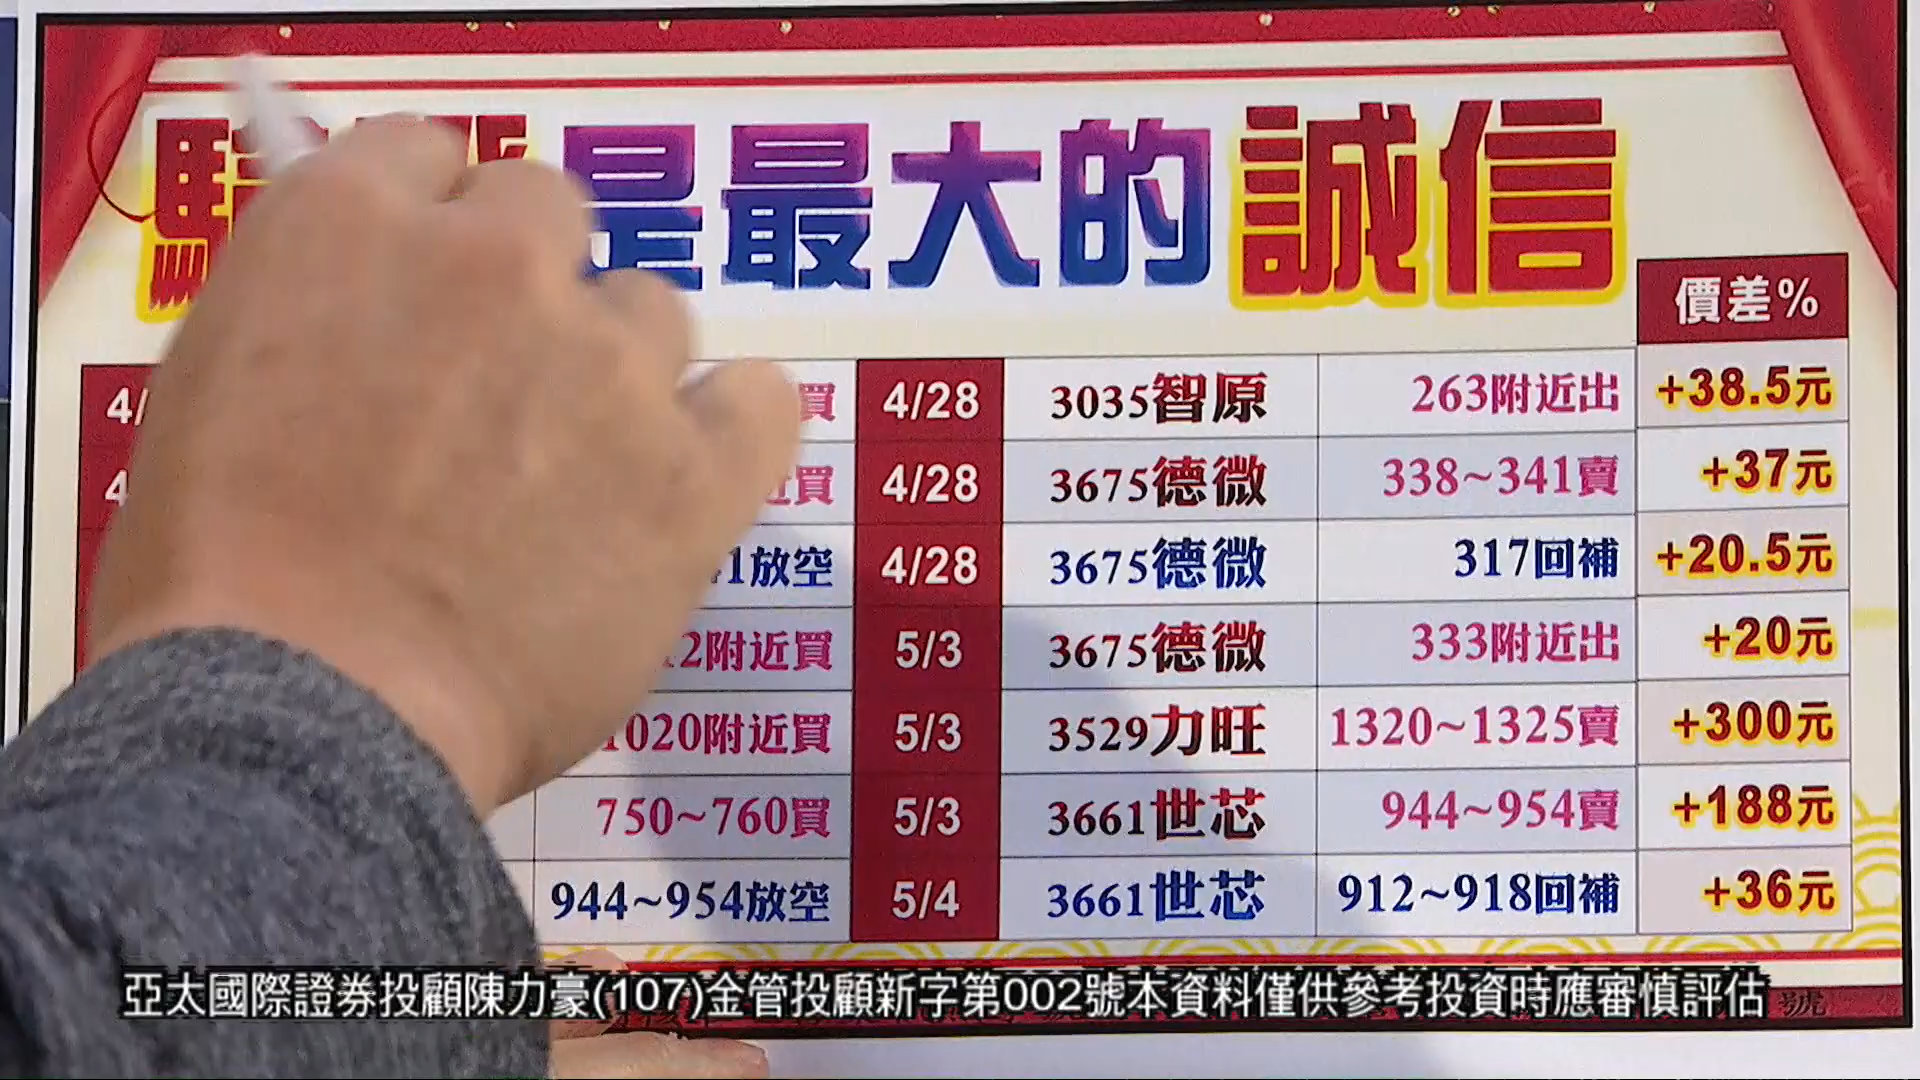 是最大的誠信
價差%
買 4/28 3035智原 263附近出 +38.5元
近買 4/28 3675德微 338~341賣 +37元
放空 4/28 3675德微 317回補 +20.5元
附近買 5/3 3675德微 333附近出 +20元
1020附近買 5/3 3529力旺 1320~1325賣 +300元
750~760買 5/3 3661世芯 944~954賣 +188元
944~954放空 5/4 3661世芯 912~918回補 +36元
亞太國際證券投顧陳力豪(107)金管投顧新字第002號本資料僅供參考投資時應審慎評估
號